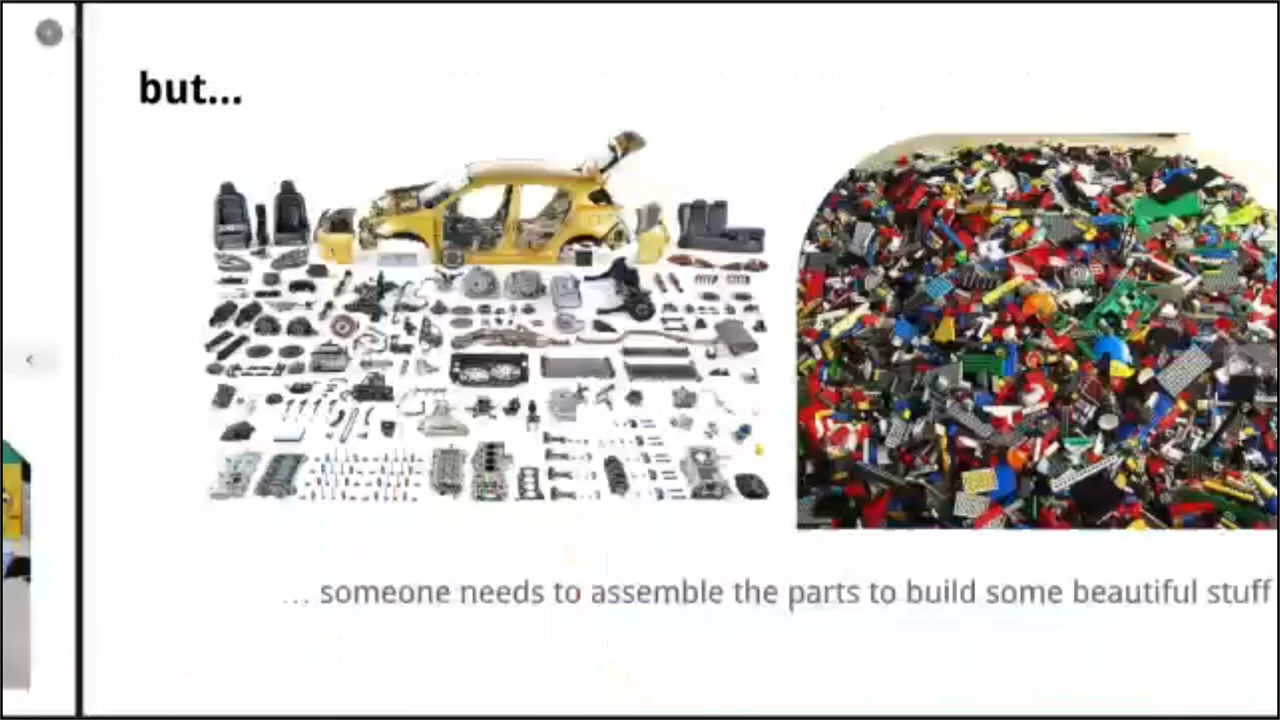 but...
... someone needs to assemble the parts to build some beautiful stuff